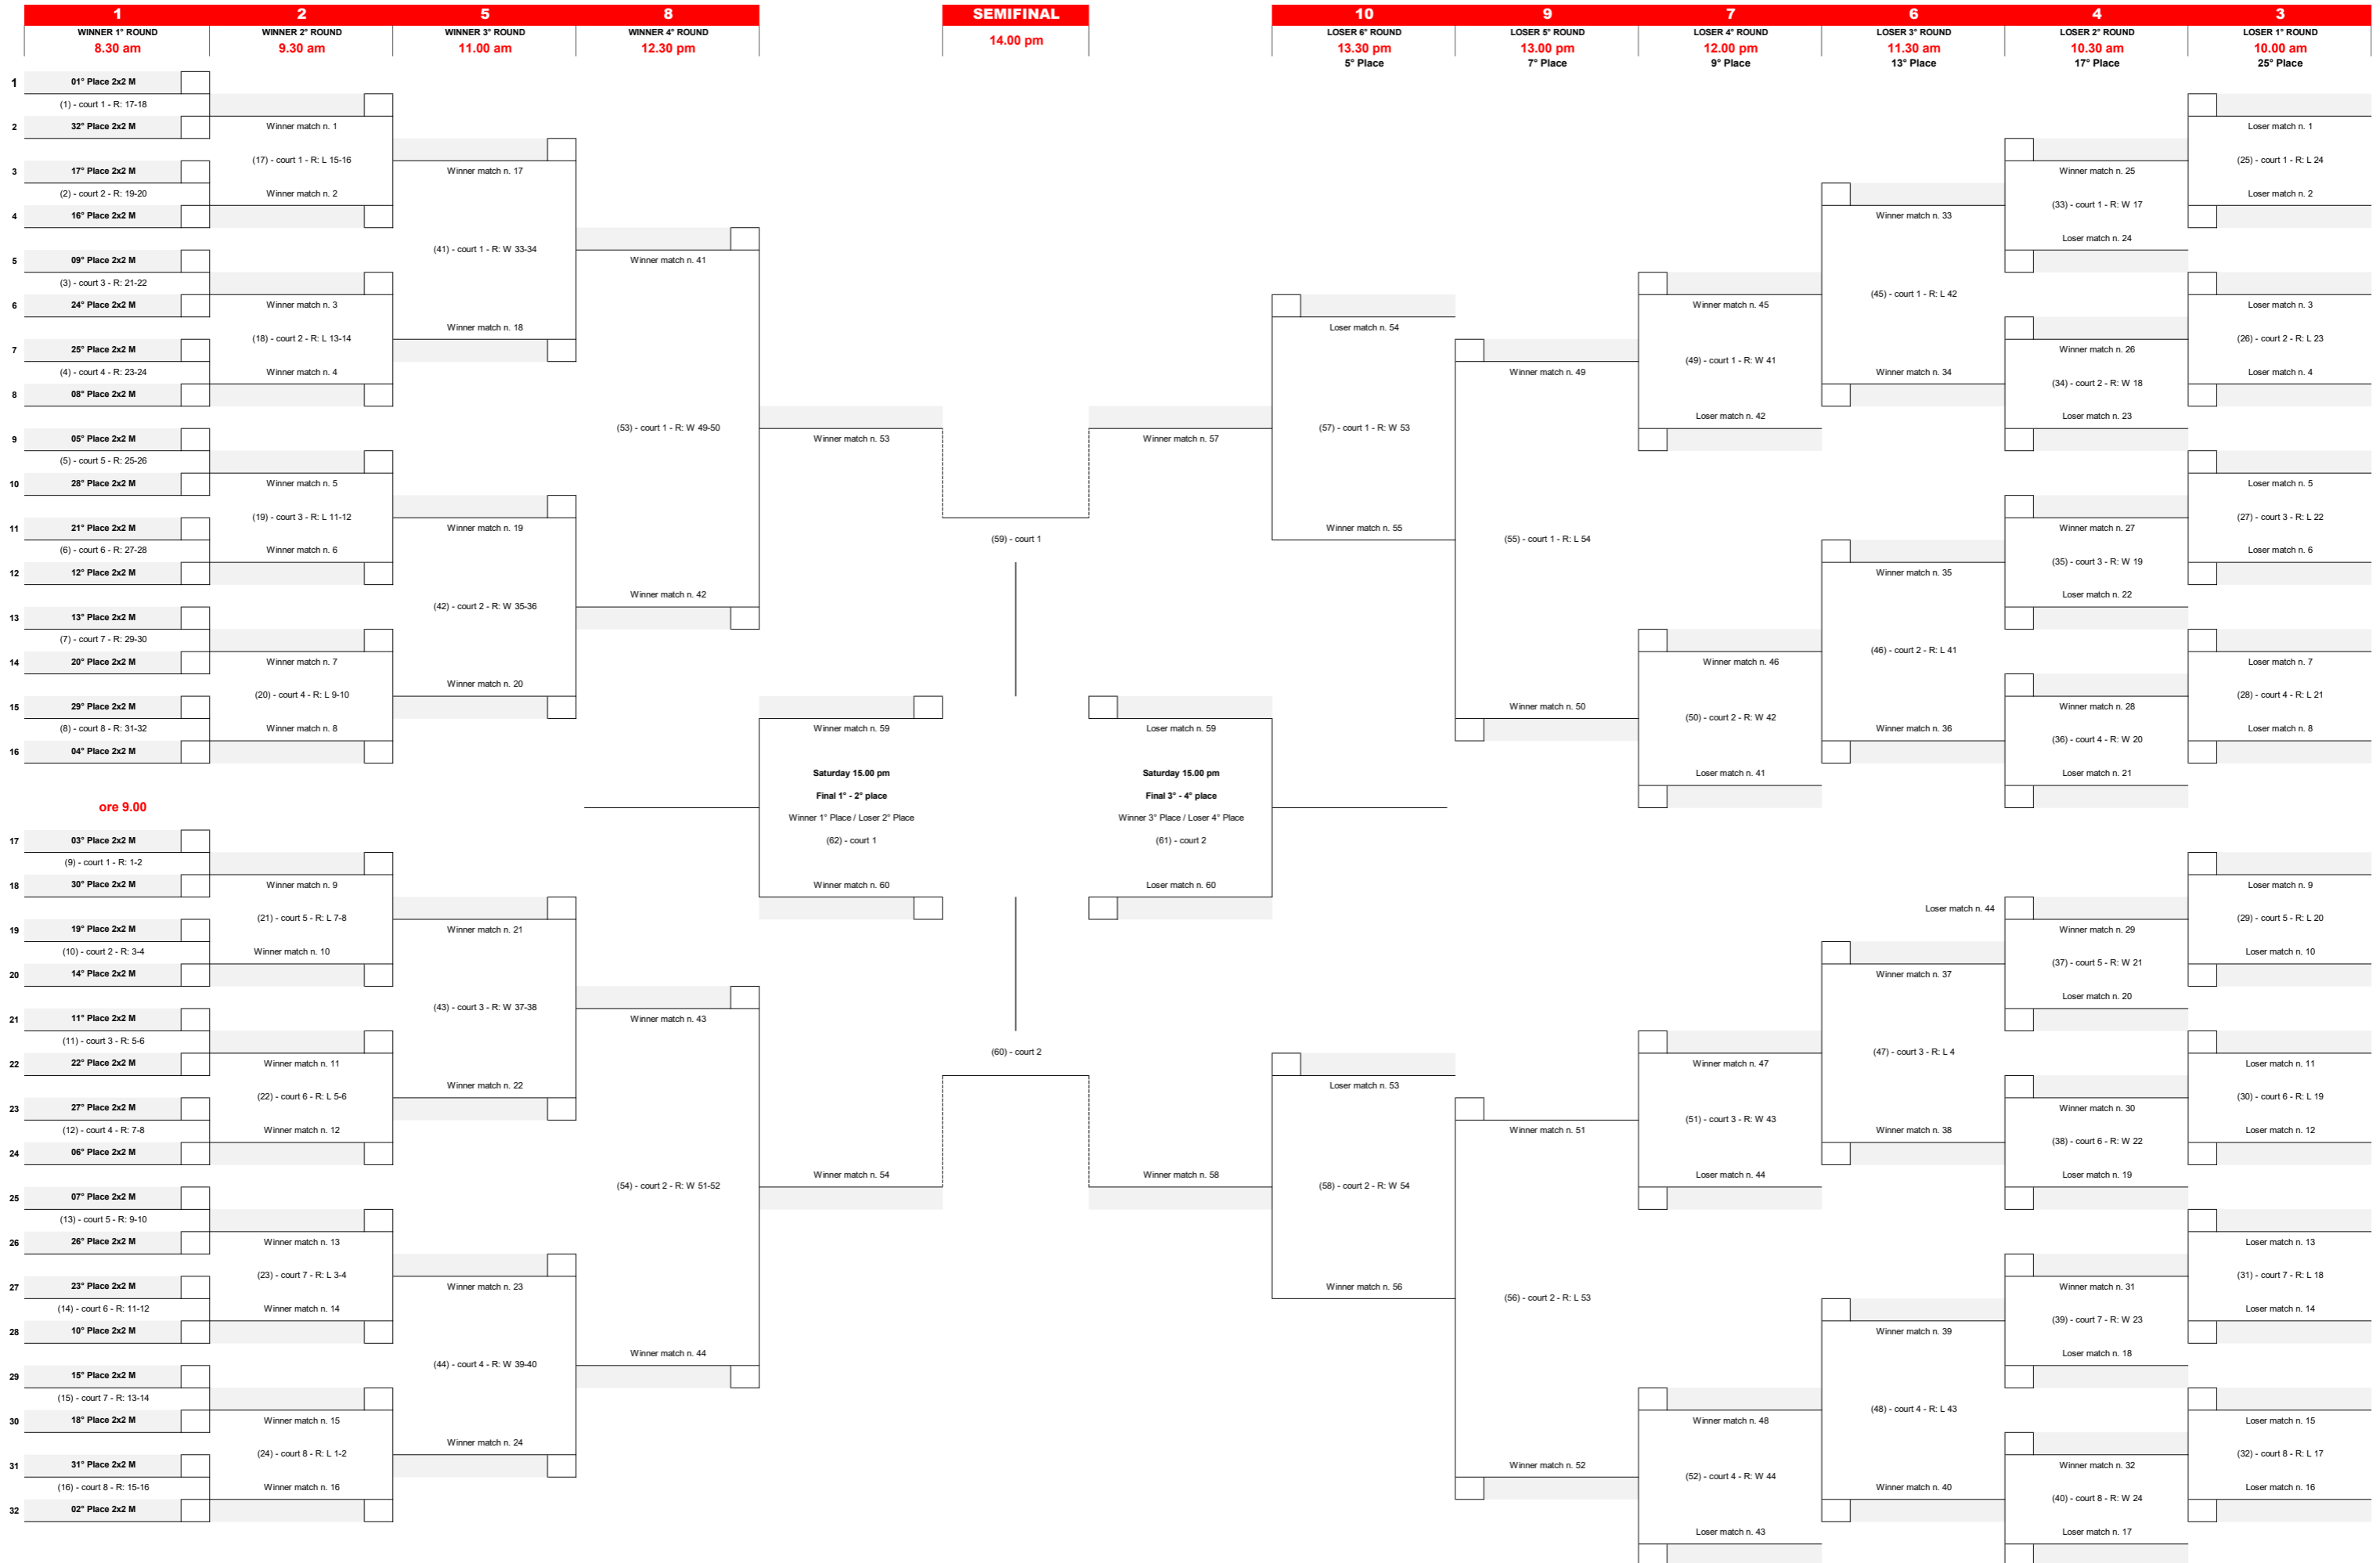 1 2 5 8 SEMIFINAL 10 9 7 6 4 3
WINNER 1° ROUND WINNER 2° ROUND WINNER 3° ROUND WINNER 4° ROUND 14.00 pm LOSER 6° ROUND LOSER 5° ROUND LOSER 4° ROUND LOSER 3° ROUND LOSER 2° ROUND LOSER 1° ROUND
8.30 am 9.30 am 11.00 am 12.30 pm 13.30 pm 13.00 pm 12.00 pm 11.30 am 10.30 am 10.00 am
5° Place 7° Place 9° Place 13° Place 17° Place 25° Place
1 01° Place 2x2 M
(1) - court 1 - R: 17-18
2 32° Place 2x2 M
3 17° Place 2x2 M
(2) - court 2 - R: 19-20
4 16° Place 2x2 M
5 09° Place 2x2 M
(3) - court 3 - R: 21-22
6 24° Place 2x2 M
7 25° Place 2x2 M
(4) - court 4 - R: 23-24
8 08° Place 2x2 M
9 05° Place 2x2 M
(5) - court 5 - R: 25-26
10 28° Place 2x2 M
11 21° Place 2x2 M
(6) - court 6 - R: 27-28
12 12° Place 2x2 M
13 13° Place 2x2 M
(7) - court 7 - R: 29-30
14 20° Place 2x2 M
15 29° Place 2x2 M
(8) - court 8 - R: 31-32
16 04° Place 2x2 M
ore 9.00
17 03° Place 2x2 M
(9) - court 1 - R: 1-2
18 30° Place 2x2 M
19 19° Place 2x2 M
(10) - court 2 - R: 3-4
20 14° Place 2x2 M
21 11° Place 2x2 M
(11) - court 3 - R: 5-6
22 22° Place 2x2 M
23 27° Place 2x2 M
(12) - court 4 - R: 7-8
24 06° Place 2x2 M
25 07° Place 2x2 M
(13) - court 5 - R: 9-10
26 26° Place 2x2 M
27 23° Place 2x2 M
(14) - court 6 - R: 11-12
28 10° Place 2x2 M
29 15° Place 2x2 M
(15) - court 7 - R: 13-14
30 18° Place 2x2 M
31 31° Place 2x2 M
(16) - court 8 - R: 15-16
32 02° Place 2x2 M
Winner match n. 1
(17) - court 1 - R: L 15-16
Winner match n. 2
Winner match n. 3
(18) - court 2 - R: L 13-14
Winner match n. 4
Winner match n. 5
(19) - court 3 - R: L 11-12
Winner match n. 6
Winner match n. 7
(20) - court 4 - R: L 9-10
Winner match n. 8
Winner match n. 9
(21) - court 5 - R: L 7-8
Winner match n. 10
Winner match n. 11
(22) - court 6 - R: L 5-6
Winner match n. 12
Winner match n. 13
(23) - court 7 - R: L 3-4
Winner match n. 14
Winner match n. 15
(24) - court 8 - R: L 1-2
Winner match n. 16
Winner match n. 17
(41) - court 1 - R: W 33-34
Winner match n. 18
Winner match n. 19
(42) - court 2 - R: W 35-36
Winner match n. 20
Winner match n. 21
(43) - court 3 - R: W 37-38
Winner match n. 22
Winner match n. 23
(44) - court 4 - R: W 39-40
Winner match n. 24
Winner match n. 41
(53) - court 1 - R: W 49-50
Winner match n. 42
Winner match n. 43
(54) - court 2 - R: W 51-52
Winner match n. 44
Winner match n. 53
Winner match n. 59
Saturday 15.00 pm
Final 1° - 2° place
Winner 1° Place / Loser 2° Place
(62) - court 1
Winner match n. 60
Winner match n. 54
(59) - court 1
(60) - court 2
Winner match n. 57
Loser match n. 59
Saturday 15.00 pm
Final 3° - 4° place
Winner 3° Place / Loser 4° Place
(61) - court 2
Loser match n. 60
Winner match n. 58
Loser match n. 54
(57) - court 1 - R: W 53
Winner match n. 55
Loser match n. 53
(58) - court 2 - R: W 54
Winner match n. 56
Winner match n. 49
(55) - court 1 - R: L 54
Winner match n. 50
Winner match n. 51
(56) - court 2 - R: L 53
Winner match n. 52
Winner match n. 45
(49) - court 1 - R: W 41
Loser match n. 42
Winner match n. 46
(50) - court 2 - R: W 42
Loser match n. 41
Winner match n. 47
(51) - court 3 - R: W 43
Loser match n. 44
Winner match n. 48
(52) - court 4 - R: W 44
Loser match n. 43
Winner match n. 33
(45) - court 1 - R: L 42
Winner match n. 34
Winner match n. 35
(46) - court 2 - R: L 41
Winner match n. 36
Loser match n. 44
Winner match n. 37
(47) - court 3 - R: L 4
Winner match n. 38
Winner match n. 39
(48) - court 4 - R: L 43
Winner match n. 40
Winner match n. 25
(33) - court 1 - R: W 17
Loser match n. 24
Winner match n. 26
(34) - court 2 - R: W 18
Loser match n. 23
Winner match n. 27
(35) - court 3 - R: W 19
Loser match n. 22
Winner match n. 28
(36) - court 4 - R: W 20
Loser match n. 21
Winner match n. 29
(37) - court 5 - R: W 21
Loser match n. 20
Winner match n. 30
(38) - court 6 - R: W 22
Loser match n. 19
Winner match n. 31
(39) - court 7 - R: W 23
Loser match n. 18
Winner match n. 32
(40) - court 8 - R: W 24
Loser match n. 17
Loser match n. 1
(25) - court 1 - R: L 24
Loser match n. 2
Loser match n. 3
(26) - court 2 - R: L 23
Loser match n. 4
Loser match n. 5
(27) - court 3 - R: L 22
Loser match n. 6
Loser match n. 7
(28) - court 4 - R: L 21
Loser match n. 8
Loser match n. 9
(29) - court 5 - R: L 20
Loser match n. 10
Loser match n. 11
(30) - court 6 - R: L 19
Loser match n. 12
Loser match n. 13
(31) - court 7 - R: L 18
Loser match n. 14
Loser match n. 15
(32) - court 8 - R: L 17
Loser match n. 16